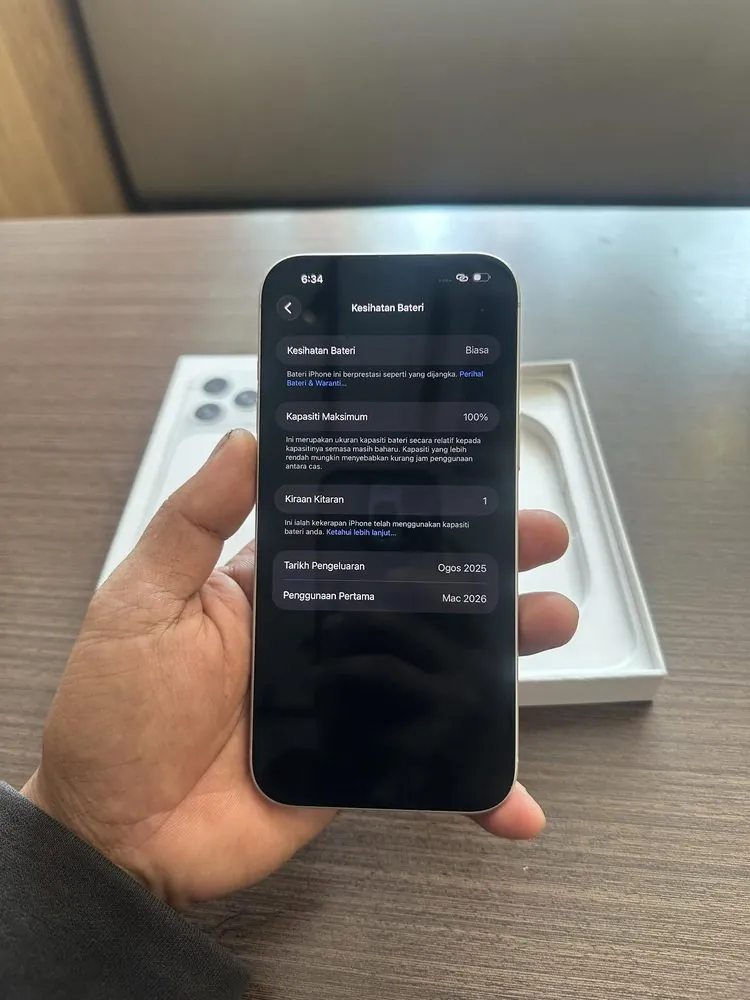 6:34
Kesihatan Bateri
Kesihatan Bateri Biasa
Bateri iPhone ini berprestasi seperti yang dijangka. Perihal
Bateri & Waranti...
Kapasiti Maksimum 100%
Ini merupakan ukuran kapasiti bateri secara relatif kepada
kapasitinya semasa masih baharu. Kapasiti yang lebih
rendah mungkin menyebabkan kurang jam penggunaan
antara cas.
Kiraan Kitaran 1
Ini ialah kekerapan iPhone telah menggunakan kapasiti
bateri anda. Ketahui lebih lanjut...
Tarikh Pengeluaran Ogos 2025
Penggunaan Pertama Mac 2026